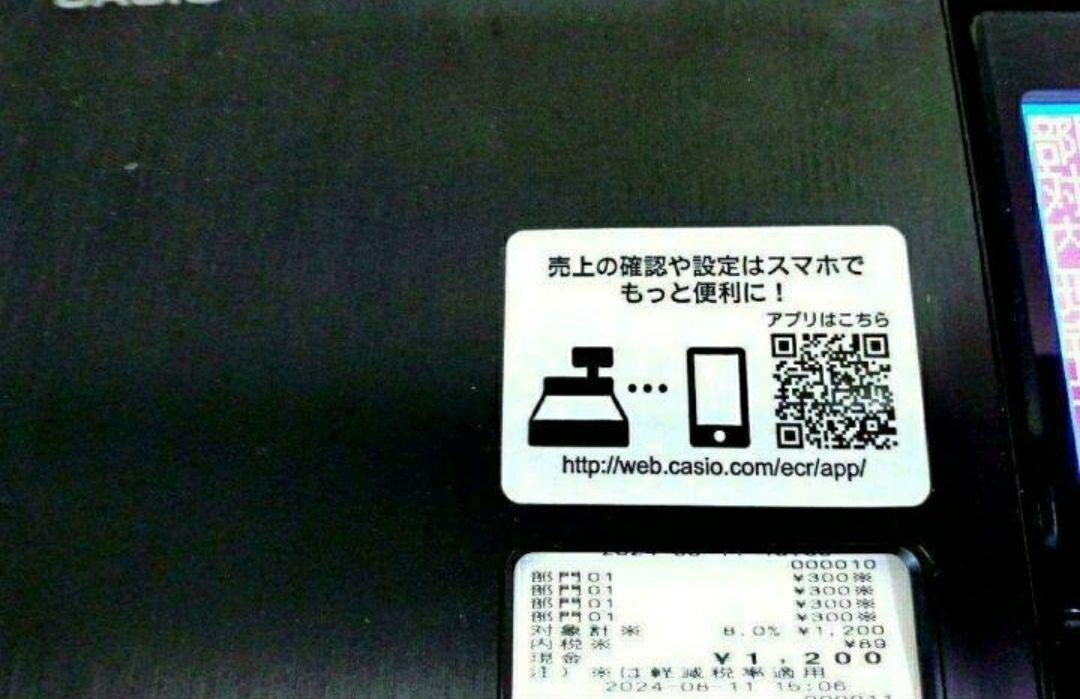 CASIO
売上の確認や設定はスマホで
もっと便利に!
アプリはこちら
http://web.casio.com/ecr/app/
000010
部門01 ¥300※
部門01 ¥300※
部門01 ¥300※
部門01 ¥300※
対象計※ 8.0% ¥1,200
内税※ ¥89
現金 ¥1,200
注) ※は軽減税率適用
2024-08-11 15:06
000011